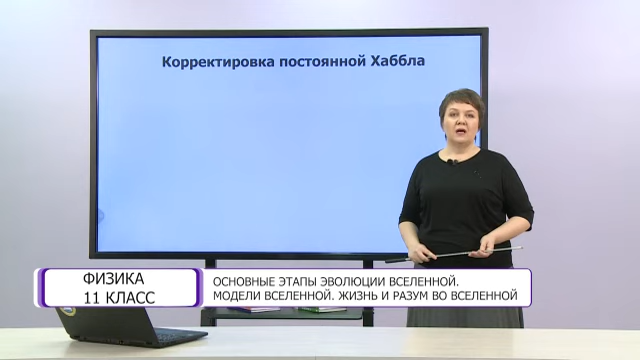 Корректировка постоянной Хаббла
ФИЗИКА
11 КЛАСС
ОСНОВНЫЕ ЭТАПЫ ЭВОЛЮЦИИ ВСЕЛЕННОЙ.
МОДЕЛИ ВСЕЛЕННОЙ. ЖИЗНЬ И РАЗУМ ВО ВСЕЛЕННОЙ